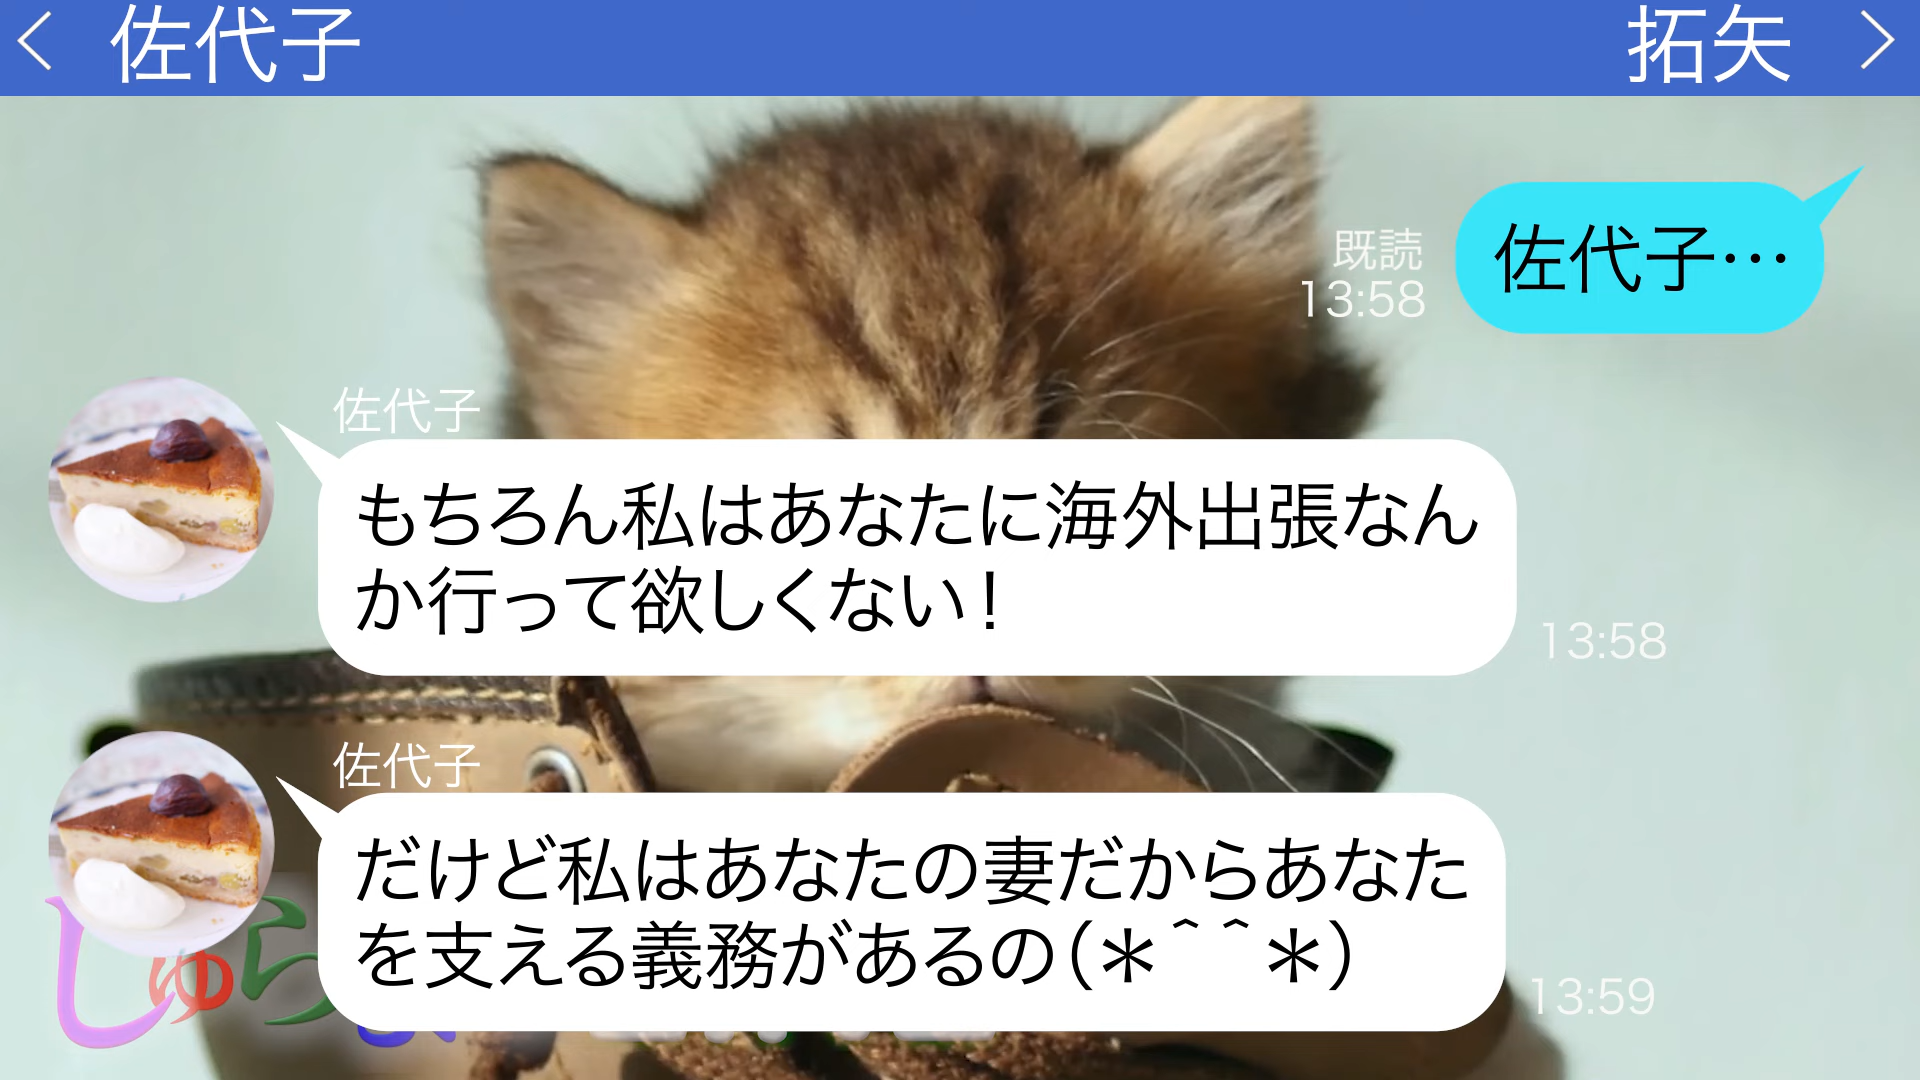 佐代子
拓矢
佐代子…
既読
13:58
佐代子
もちろん私はあなたに海外出張なん
か行って欲しくない！
13:58
佐代子
だけど私はあなたの妻だからあなた
を支える義務があるの(＊＾＾＊)
13:59
しゅら